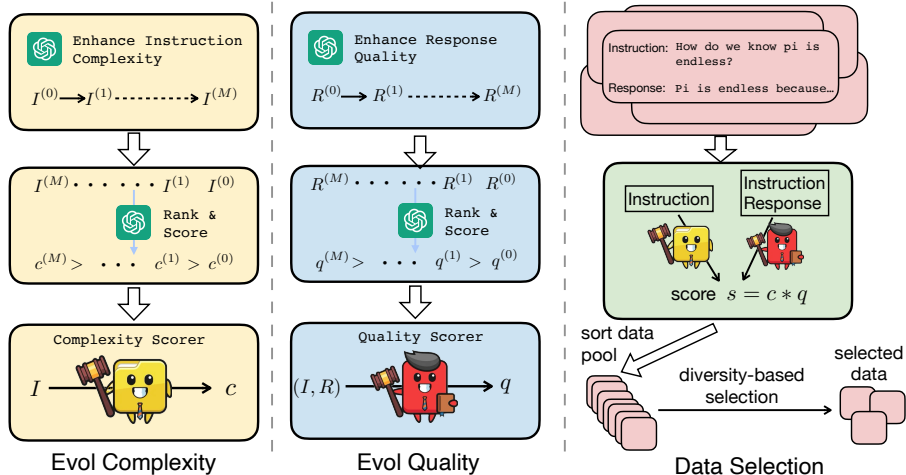 Enhance Instruction
Complexity
I^{(0)} I^{(1)} I^{(M)}
I^{(M)} · · · · · · I^{(1)} I^{(0)}
Rank &
Score
c^{(M)} > · · · c^{(1)} > c^{(0)}
Complexity Scorer
I c
Evol Complexity
Enhance Response
Quality
R^{(0)} R^{(1)} R^{(M)}
R^{(M)} · · · · · · R^{(1)} R^{(0)}
Rank &
Score
q^{(M)} > · · · q^{(1)} > q^{(0)}
Quality Scorer
(I, R) q
Evol Quality
Instruction: How do we know pi is
endless?
Response: Pi is endless because…
Instruction
Instruction
Response
score s = c * q
sort data
pool
diversity-based
selection
selected
data
Data Selection